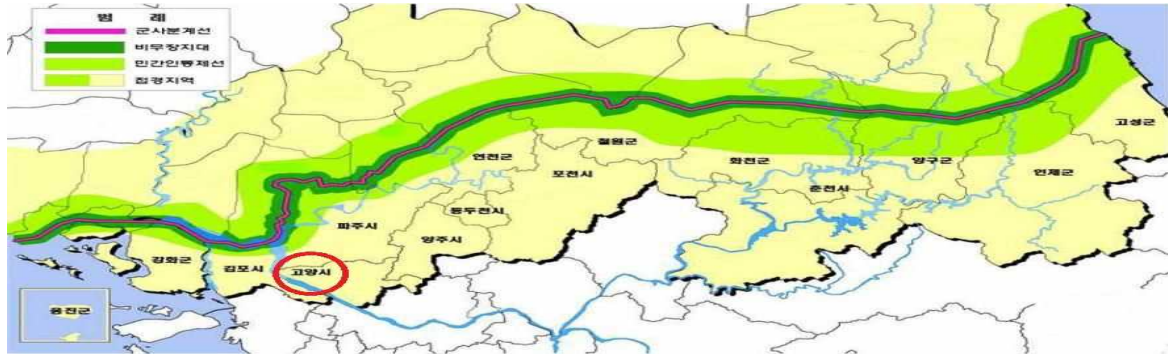 범 례
군사분계선
비무장지대
민간인통제선
접경지역
고성군
철원군
연천군
화천군
양구군
포천시
인제군
춘천시
동두천시
파주시
양주시
강화군
김포시
고양시
옹진군